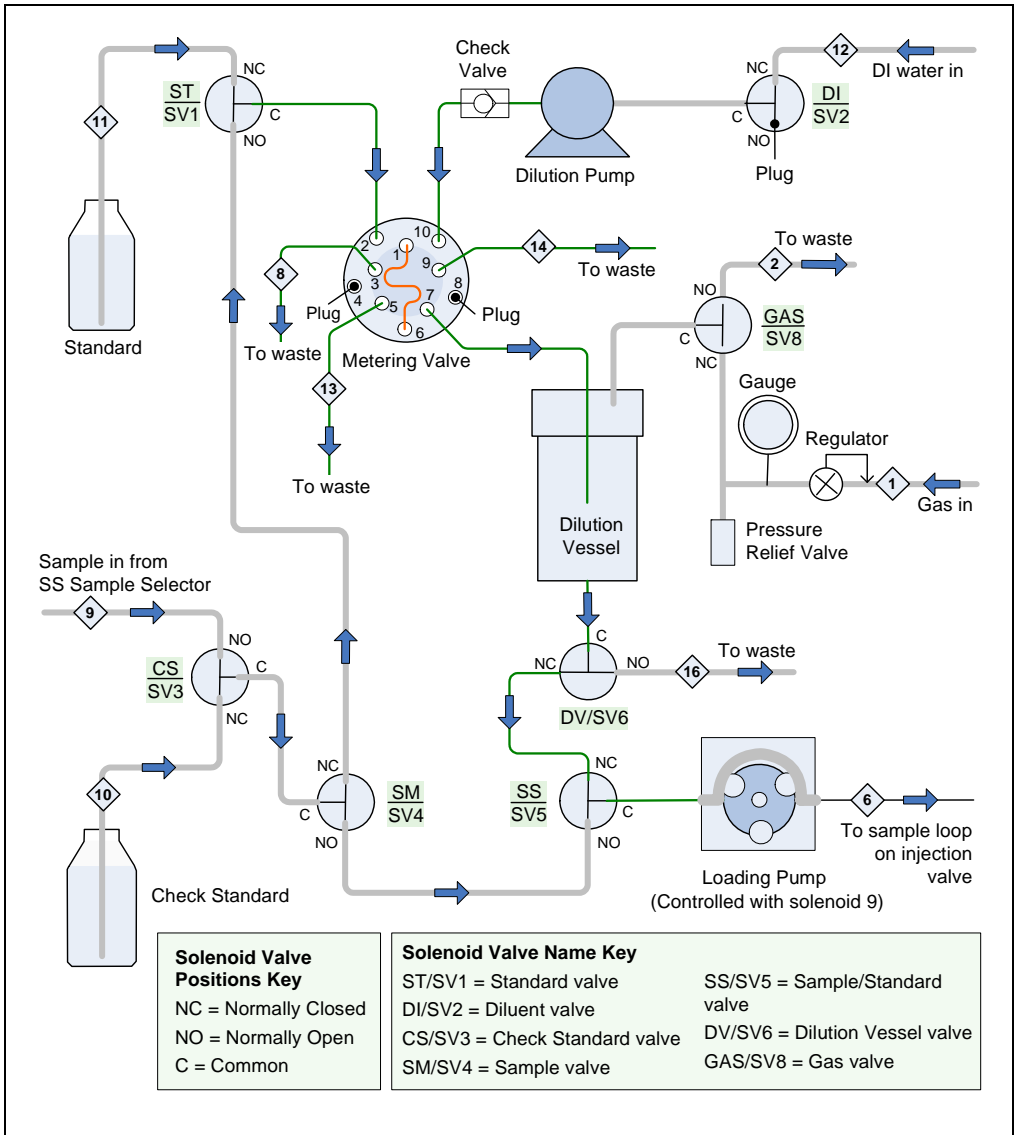 NC
ST
SV1
C
NO
11
Standard
Check
Valve
Dilution Pump
NC
12
DI water in
DI
SV2
C
NO
Plug
2
10
1
9
3
8
4
7
5
6
Plug
Plug
Metering Valve
8
To waste
13
To waste
14
To waste
To waste
2
NO
GAS
SV8
C
NC
Gauge
Regulator
1
Gas in
Pressure
Relief Valve
Dilution
Vessel
Sample in from
SS Sample Selector
9
NO
CS
SV3
C
NC
10
Check Standard
NC
SM
SV4
C
NO
C
NC
NO
To waste
16
DV/SV6
NC
SS
SV5
C
NO
6
To sample loop
on injection
valve
Loading Pump
(Controlled with solenoid 9)
Solenoid Valve
Positions Key
NC = Normally Closed
NO = Normally Open
C = Common
Solenoid Valve Name Key
ST/SV1 = Standard valve
DI/SV2 = Diluent valve
CS/SV3 = Check Standard valve
SM/SV4 = Sample valve
SS/SV5 = Sample/Standard
valve
DV/SV6 = Dilution Vessel valve
GAS/SV8 = Gas valve